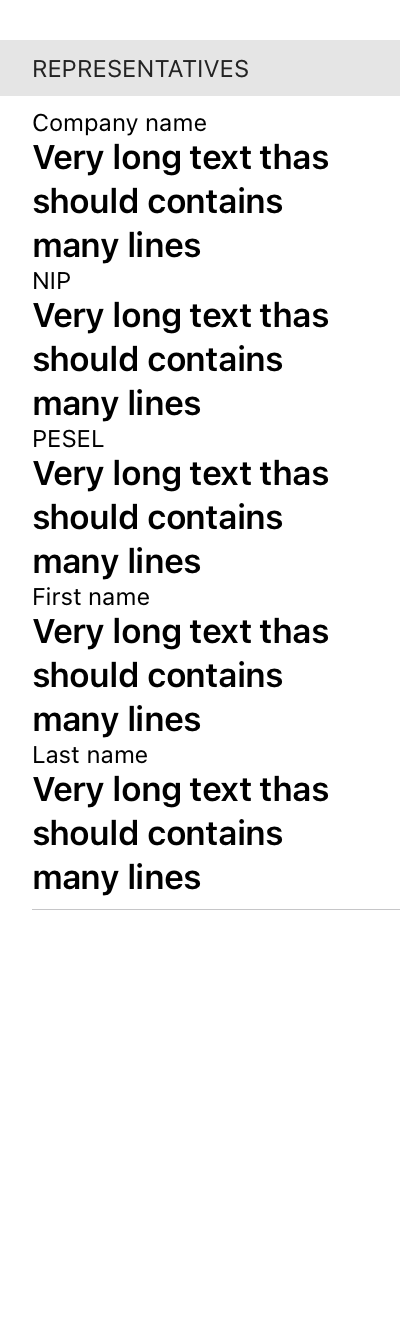 REPRESENTATIVES
Company name
Very long text thas
should contains
many lines
NIP
Very long text thas
should contains
many lines
PESEL
Very long text thas
should contains
many lines
First name
Very long text thas
should contains
many lines
Last name
Very long text thas
should contains
many lines